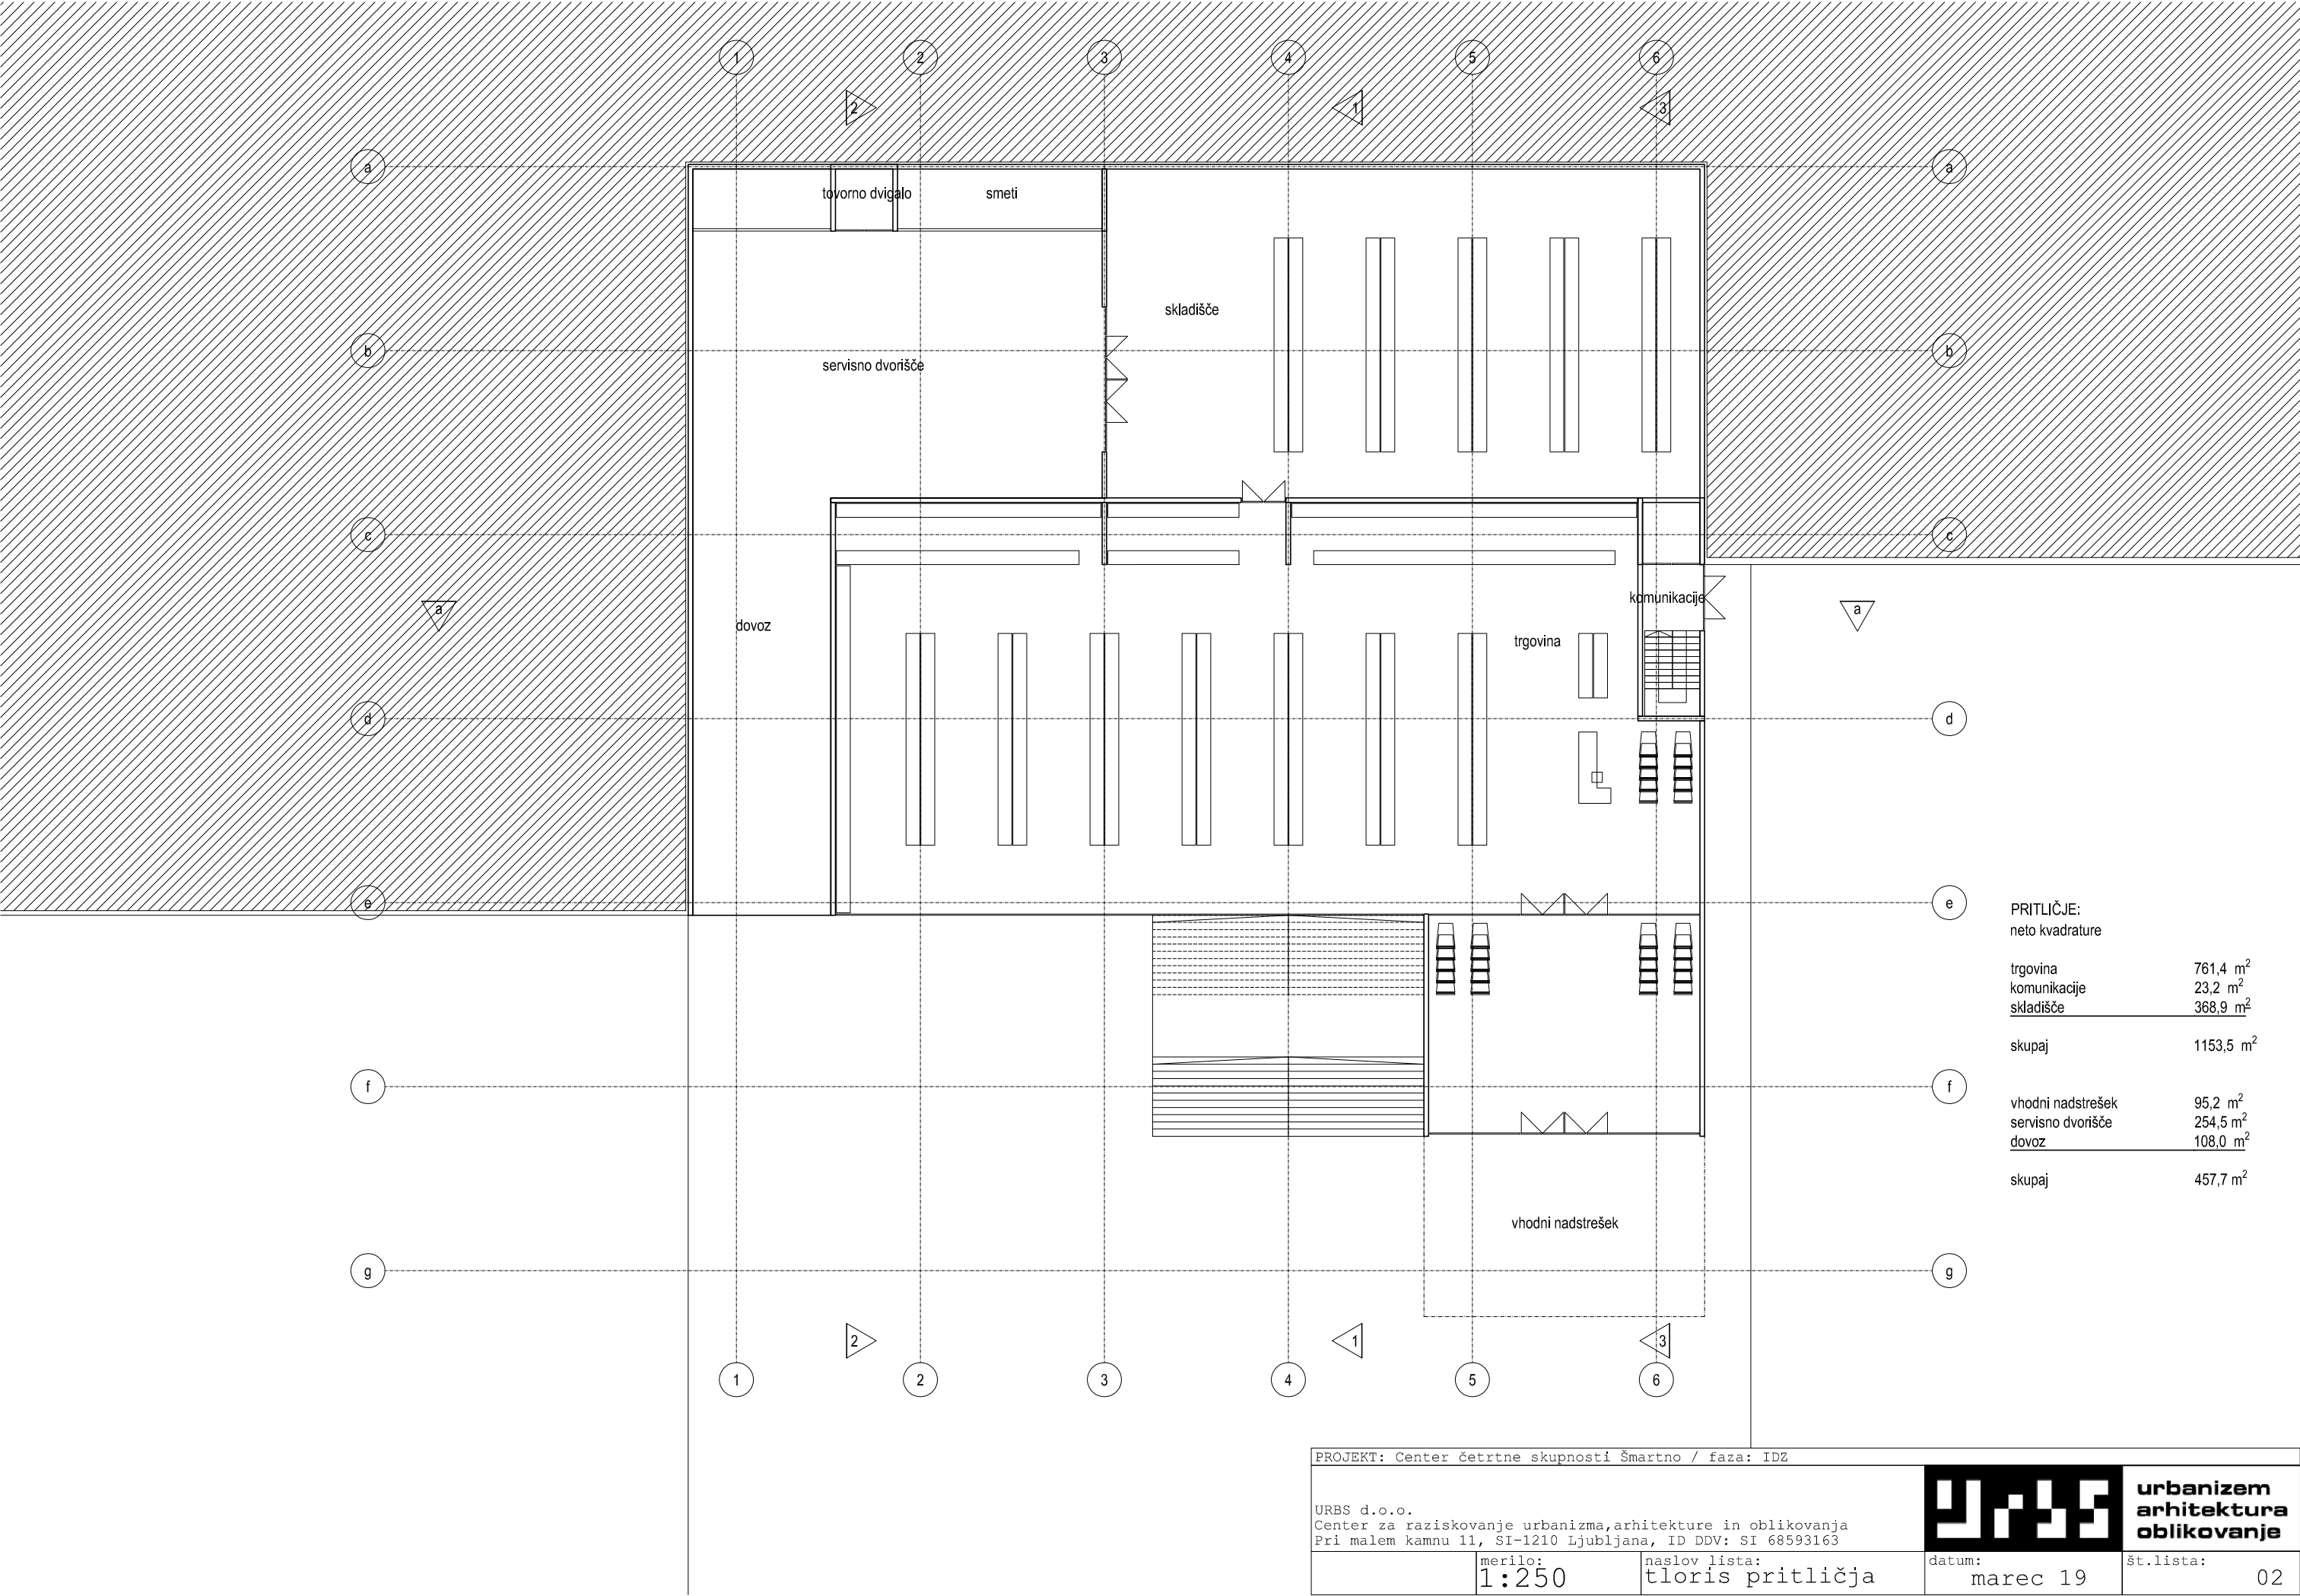 1 2 3 4 5 6
2 1 3
a a
tovorno dvigalo smeti
skladišče
b b
servisno dvorišče
c c
komunikacije
a a
dovoz trgovina
d d
e e
PRITLIČJE:
neto kvadrature
trgovina 761,4 m²
komunikacije 23,2 m²
skladišče 368,9 m²
skupaj 1153,5 m²
f f
vhodni nadstrešek 95,2 m²
servisno dvorišče 254,5 m²
dovoz 108,0 m²
skupaj 457,7 m²
vhodni nadstrešek
g g
2 1 3
1 2 3 4 5 6
PROJEKT: Center četrtne skupnosti Šmartno / faza: IDZ
URBS d.o.o.
Center za raziskovanje urbanizma,arhitekture in oblikovanja
Pri malem kamnu 11, SI-1210 Ljubljana, ID DDV: SI 68593163
urbs
urbanizem
arhitektura
oblikovanje
merilo:
1:250
naslov lista:
tloris pritličja
datum:
marec 19
št.lista:
02